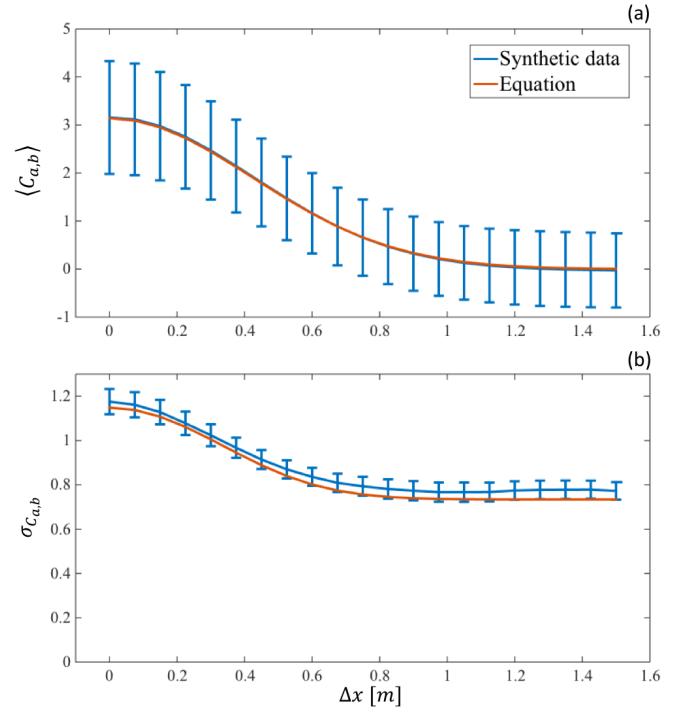 (a)
5
4
3
2
1
0
-1
⟨C_{a,b}⟩
Synthetic data
Equation
0 0.2 0.4 0.6 0.8 1 1.2 1.4 1.6
(b)
1.2
1
0.8
0.6
0.4
0.2
0
σ_{C_{a,b}}
0 0.2 0.4 0.6 0.8 1 1.2 1.4 1.6
Δx [m]